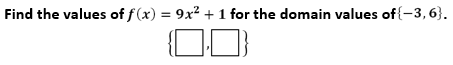 Find the values of f(x) = 9x² + 1 for the domain values of{−3, 6}.
{□,□}